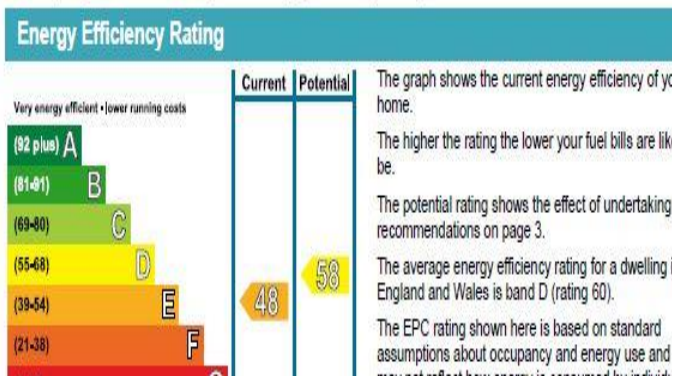 Energy Efficiency Rating
Current Potential
Very energy efficient • lower running costs
(92 plus) A
(81-91) B
(69-80) C
(55-68) D
(39-54) E
(21-38) F
48
58
The graph shows the current energy efficiency of yo
home.
The higher the rating the lower your fuel bills are lik
be.
The potential rating shows the effect of undertaking
recommendations on page 3.
The average energy efficiency rating for a dwelling i
England and Wales is band D (rating 60).
The EPC rating shown here is based on standard
assumptions about occupancy and energy use and